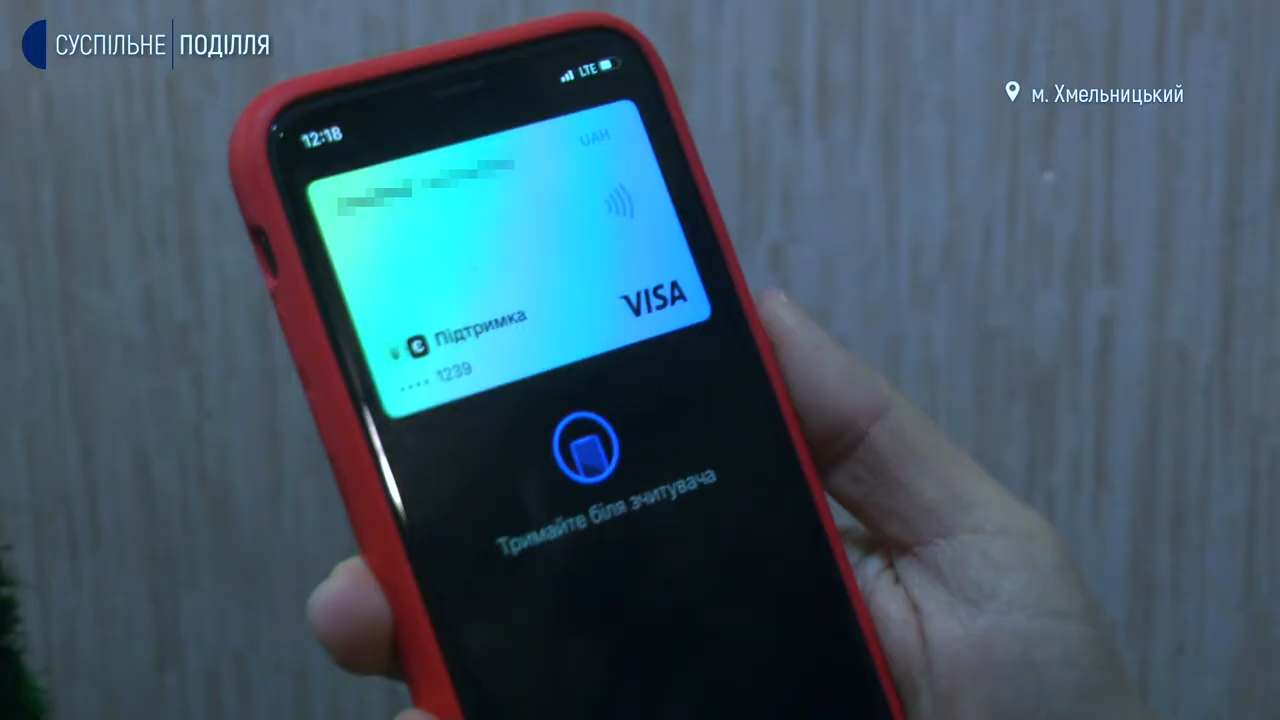 СУСПІЛЬНЕ ПОДІЛЛЯ
м. Хмельницький
LTE
12:18
UAH
VISA
Є Підтримка
.... 1239
Тримайте біля зчитувача